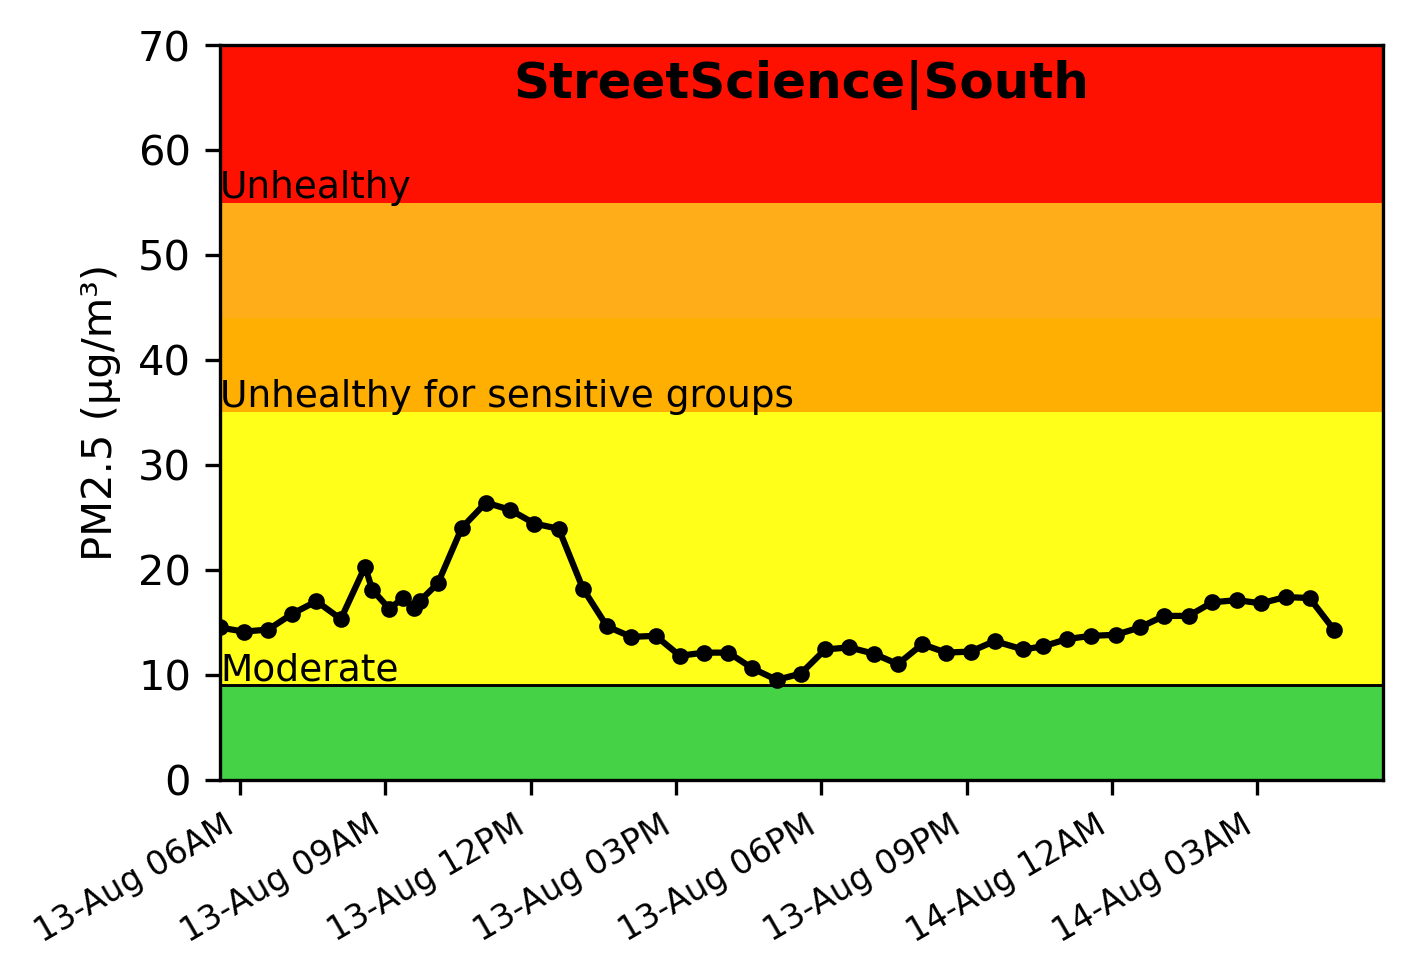 StreetScience|South
PM2.5 (µg/m³)
70
60
Unhealthy
50
40
Unhealthy for sensitive groups
30
20
Moderate
10
0
13-Aug 06AM
13-Aug 09AM
13-Aug 12PM
13-Aug 03PM
13-Aug 06PM
13-Aug 09PM
14-Aug 12AM
14-Aug 03AM